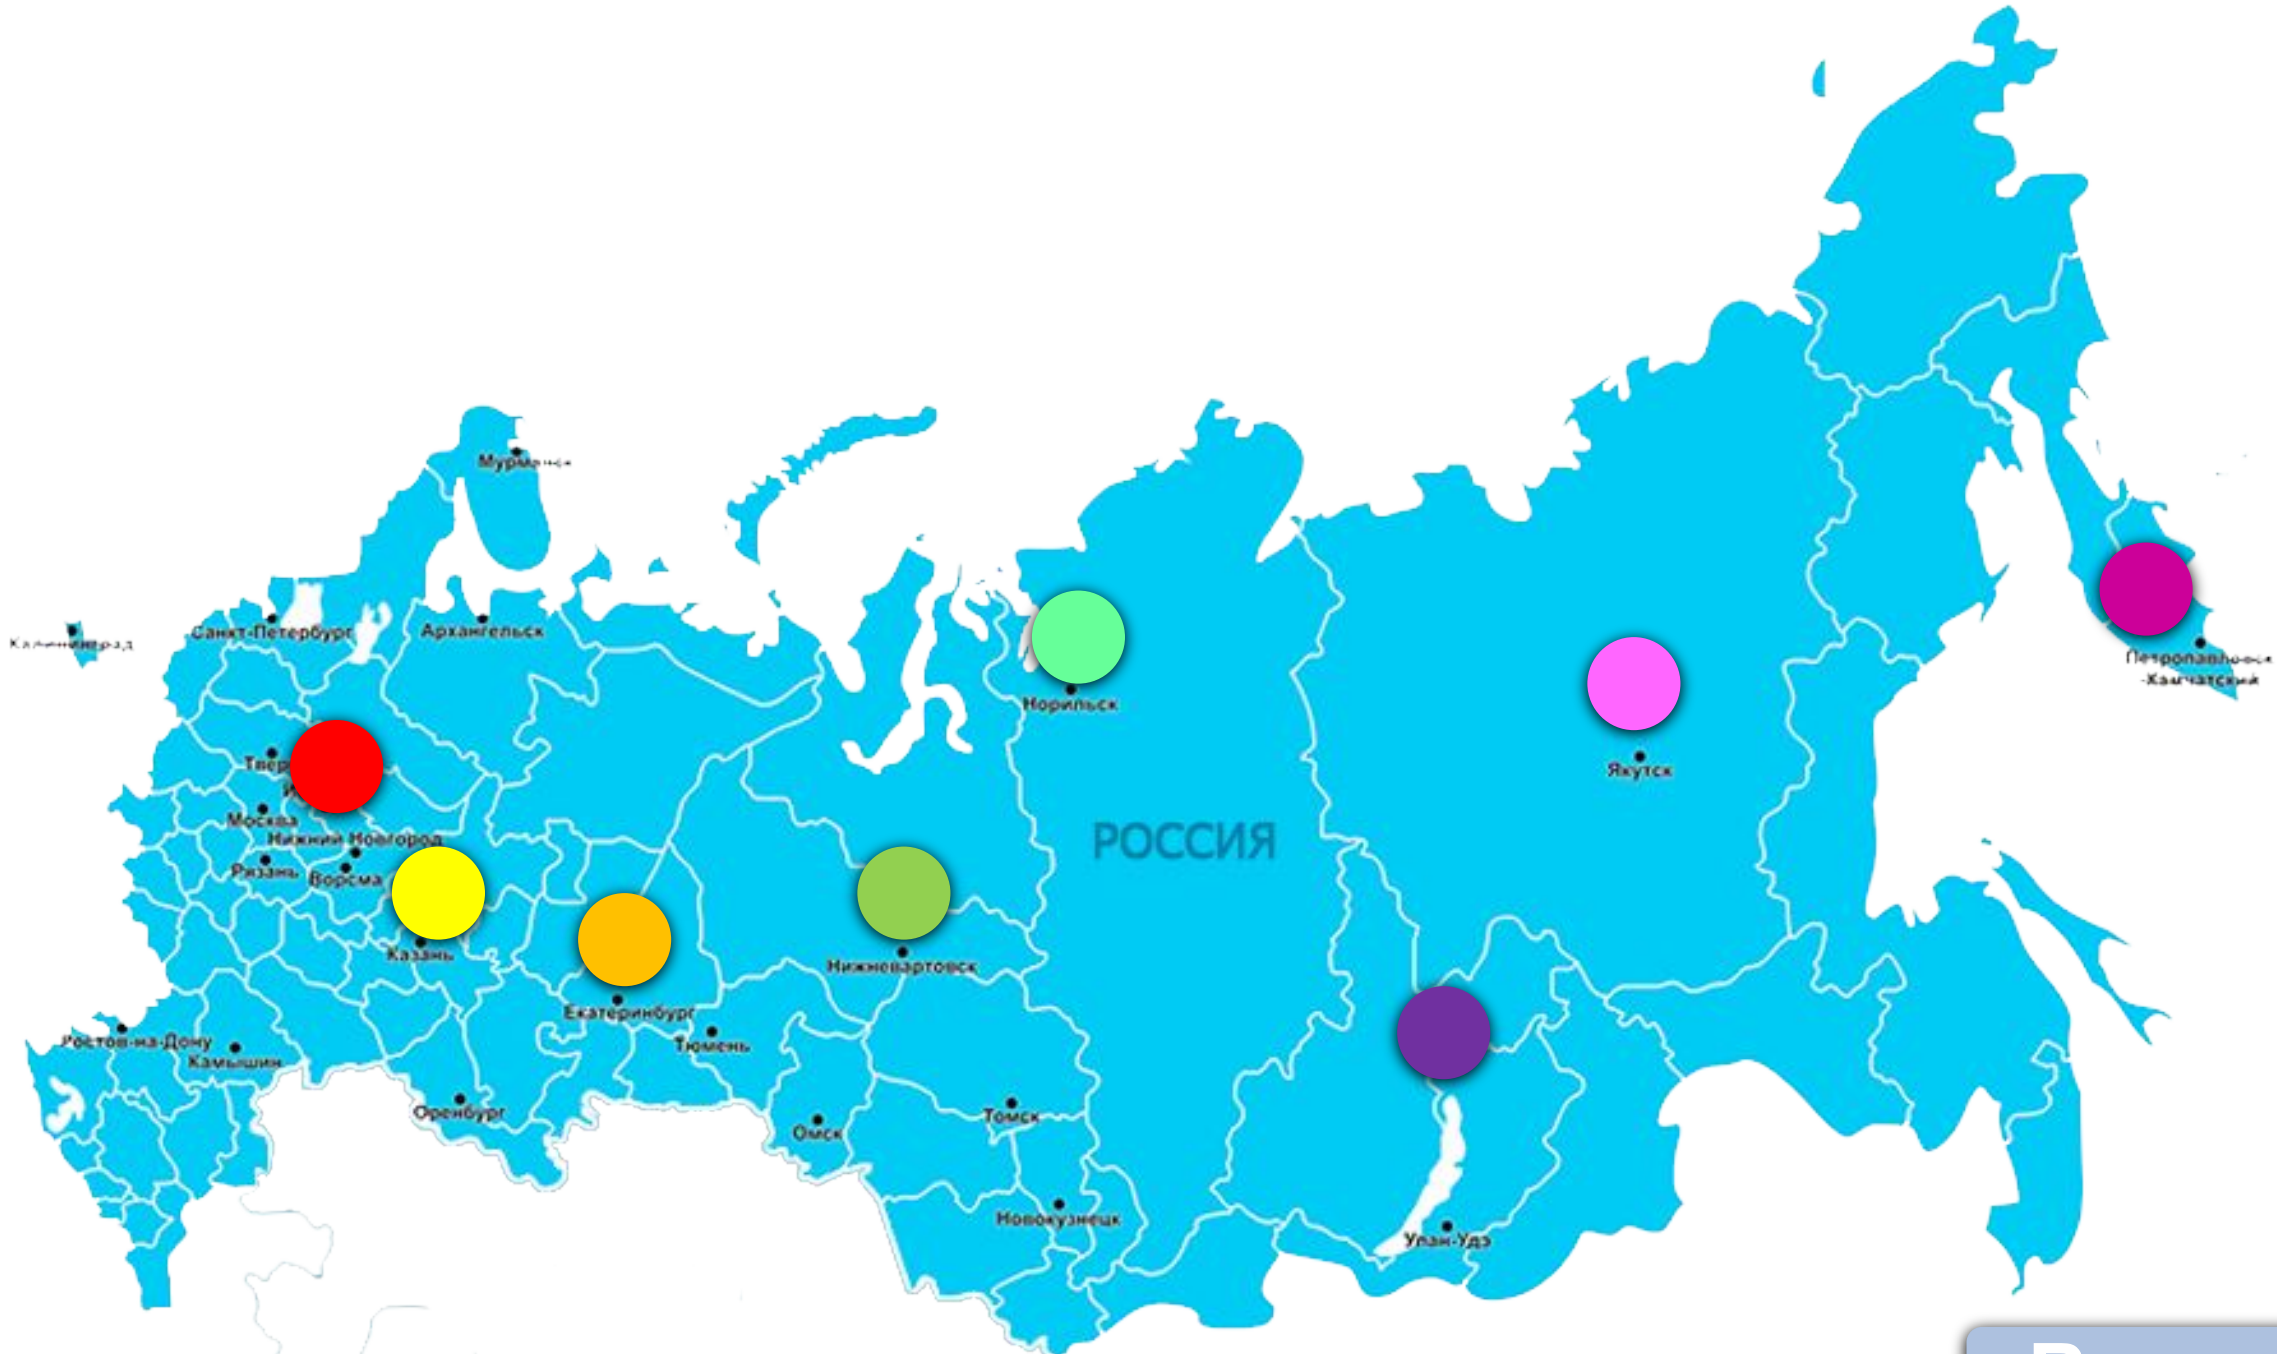 Мурманск
Санкт-Петербург
Архангельск
Калининград
Петропавловск
-Камчатский
Норильск
Якутск
Москва
РОССИЯ
Нижний Новгород
Рязань
Ворсма
Казань
Нижневартовск
Екатеринбург
Тюмень
Ростов-на-Дону
Камышин
Оренбург
Омск
Томск
Новокузнецк
Улан-Удэ